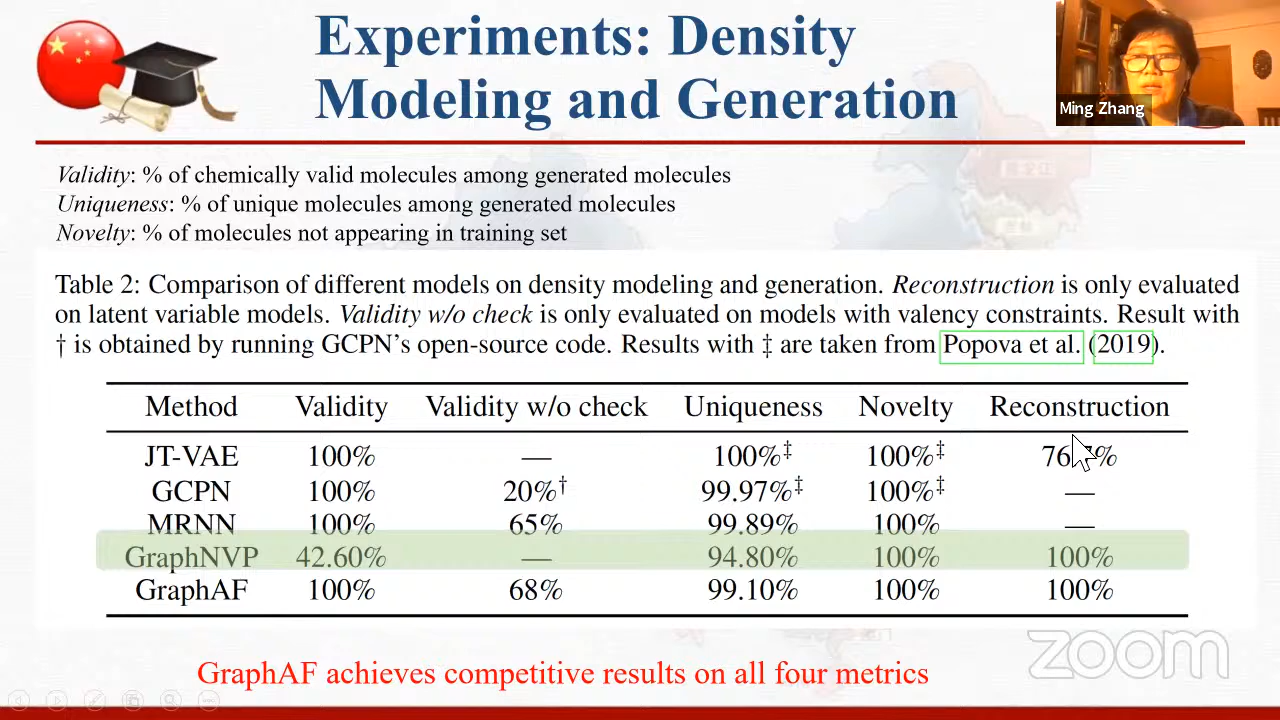 Experiments: Density
Modeling and Generation
Ming Zhang
Validity: % of chemically valid molecules among generated molecules
Uniqueness: % of unique molecules among generated molecules
Novelty: % of molecules not appearing in training set
Table 2: Comparison of different models on density modeling and generation. Reconstruction is only evaluated
on latent variable models. Validity w/o check is only evaluated on models with valency constraints. Result with
† is obtained by running GCPN's open-source code. Results with ‡ are taken from Popova et al. (2019).
Method Validity Validity w/o check Uniqueness Novelty Reconstruction
JT-VAE 100% — 100%‡ 100%‡
GCPN 100% 20%† 99.97%‡ 100%‡ —
MRNN 100% 65% 99.89% 100% —
GraphNVP 42.60% — 94.80% 100% 100%
GraphAF 100% 68% 99.10% 100% 100%
zoom
GraphAF achieves competitive results on all four metrics